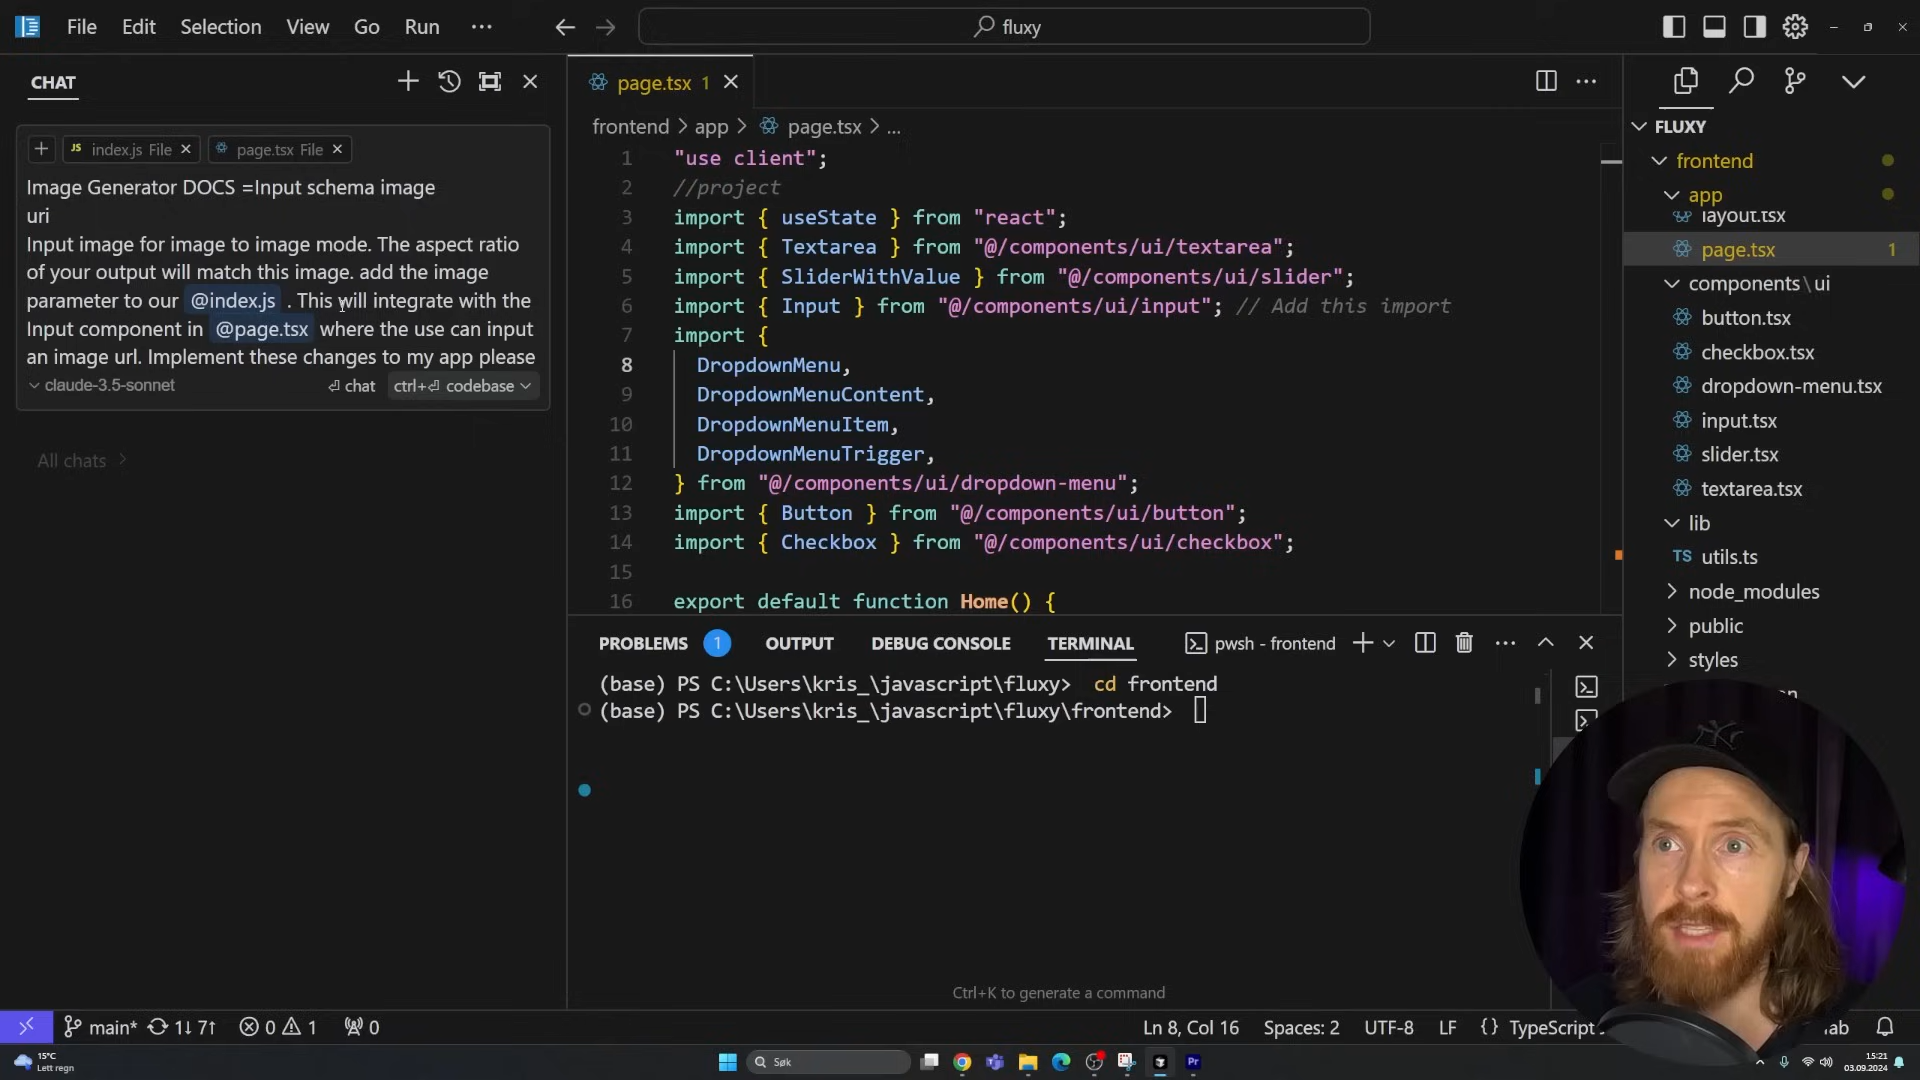 File Edit Selection View Go Run ···
fluxy
CHAT
index.js File
page.tsx File
Image Generator DOCS =Input schema image
uri
Input image for image to image mode. The aspect ratio
of your output will match this image. add the image
parameter to our @index.js . This will integrate with the
Input component in @page.tsx where the use can input
an image url. Implement these changes to my app please
claude-3.5-sonnet
chat
ctrl+⏎ codebase
All chats
page.tsx 1
frontend > app > page.tsx > ...
1 "use client";
2 //project
3 import { useState } from "react";
4 import { Textarea } from "@/components/ui/textarea";
5 import { SliderWithValue } from "@/components/ui/slider";
6 import { Input } from "@/components/ui/input"; // Add this import
7 import {
8 DropdownMenu,
9 DropdownMenuContent,
10 DropdownMenuItem,
11 DropdownMenuTrigger,
12 } from "@/components/ui/dropdown-menu";
13 import { Button } from "@/components/ui/button";
14 import { Checkbox } from "@/components/ui/checkbox";
15
16 export default function Home() {
PROBLEMS 1 OUTPUT DEBUG CONSOLE TERMINAL
pwsh - frontend
(base) PS C:\Users\kris_\javascript\fluxy> cd frontend
(base) PS C:\Users\kris_\javascript\fluxy\frontend>
Ctrl+K to generate a command
FLUXY
frontend
app
layout.tsx
page.tsx 1
components\ui
button.tsx
checkbox.tsx
dropdown-menu.tsx
input.tsx
slider.tsx
textarea.tsx
lib
TS utils.ts
node_modules
public
styles
main* 1↓ 7↑ 0 1 0
Ln 8, Col 16 Spaces: 2 UTF-8 LF {} TypeScript
15°C
Lett regn
Søk
15:21
03.09.2024